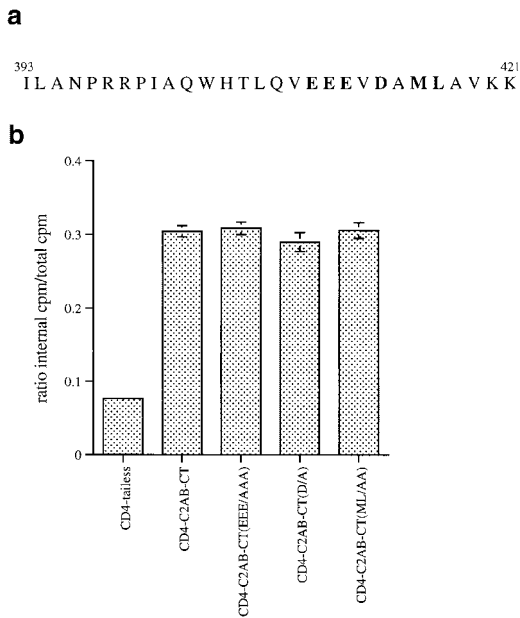 a
393 421
I L A N P R R P I A Q W H T L Q V E E E V D A M L A V K K
b
0.4
0.3
0.2
0.1
0
ratio internal cpm/total cpm
CD4-tailess
CD4-C2AB-CT
CD4-C2AB-CT(EEE/AAA)
CD4-C2AB-CT(D/A)
CD4-C2AB-CT(ML/AA)